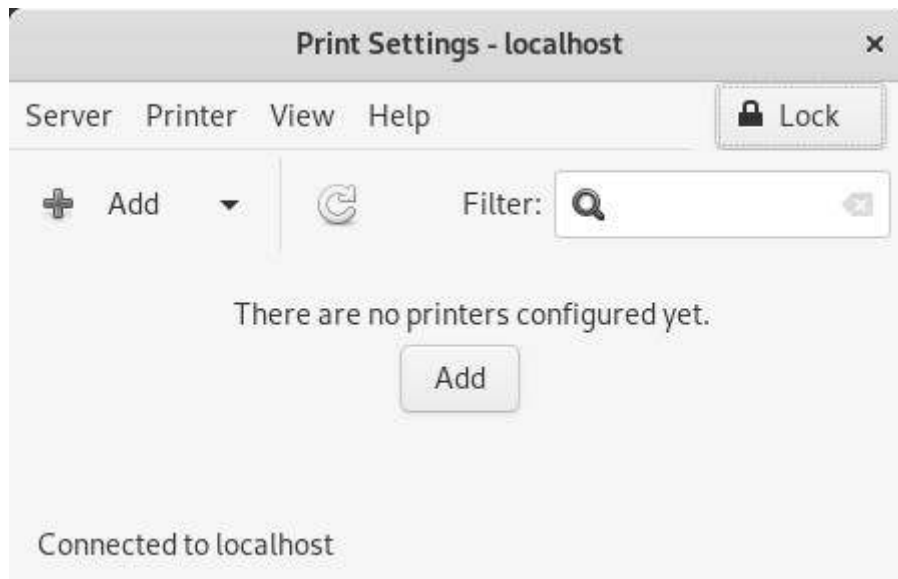 Print Settings - localhost
Server Printer View Help Lock
Add Filter:
There are no printers configured yet.
Add
Connected to localhost